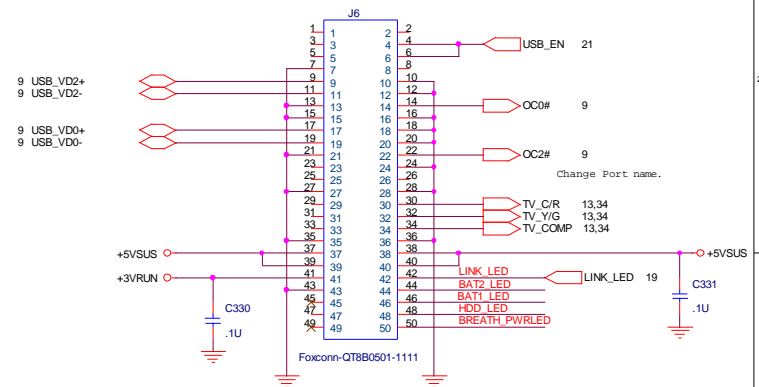 J6
1 1 2 2
3 3 4 4 USB_EN 21
5 5 6 6
7 7 8 8
9 USB_VD2+ 9 9 10 10
9 USB_VD2- 11 11 12 12
13 13 14 14 OC0# 9
15 15 16 16
9 USB_VD0+ 17 17 18 18
9 USB_VD0- 19 19 20 20
21 21 22 22 OC2# 9
23 23 24 24
Change Port name.
25 25 26 26
27 27 28 28
29 29 30 30 TV_C/R 13,34
31 31 32 32 TV_Y/G 13,34
33 33 34 34 TV_COMP 13,34
35 35 36 36
+5VSUS 37 37 38 38 +5VSUS
39 39 40 40
+3VRUN 41 41 42 42 LINK_LED LINK_LED 19
43 43 44 44 BAT2_LED
45 45 46 46 BAT1_LED
47 47 48 48 HDD_LED
49 49 50 50 BREATH_PWRLED
C330
.1U
C331
.1U
Foxconn-QT8B0501-1111